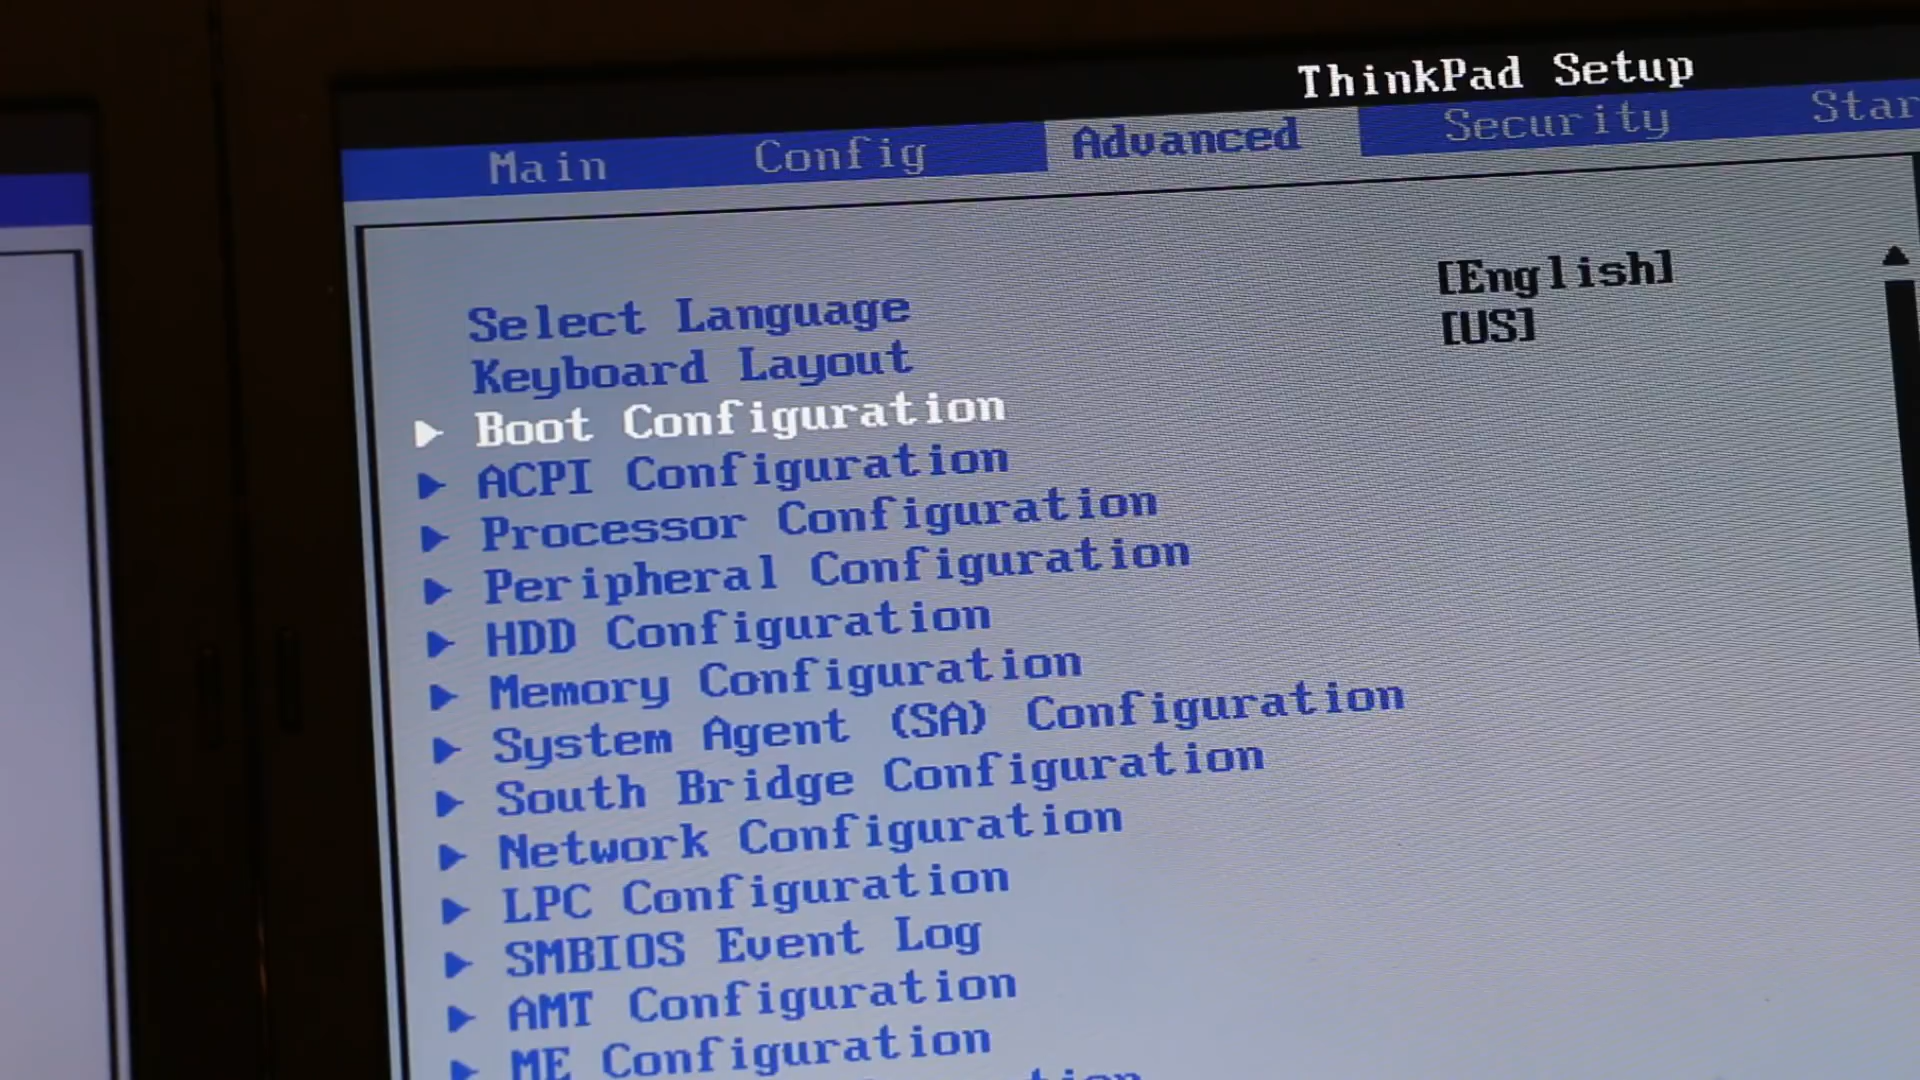 ThinkPad Setup
Main Config Advanced Security
Select Language [English]
Keyboard Layout [US]
Boot Configuration
ACPI Configuration
Processor Configuration
Peripheral Configuration
HDD Configuration
Memory Configuration
System Agent (SA) Configuration
South Bridge Configuration
Network Configuration
LPC Configuration
SMBIOS Event Log
AMT Configuration
ME Configuration